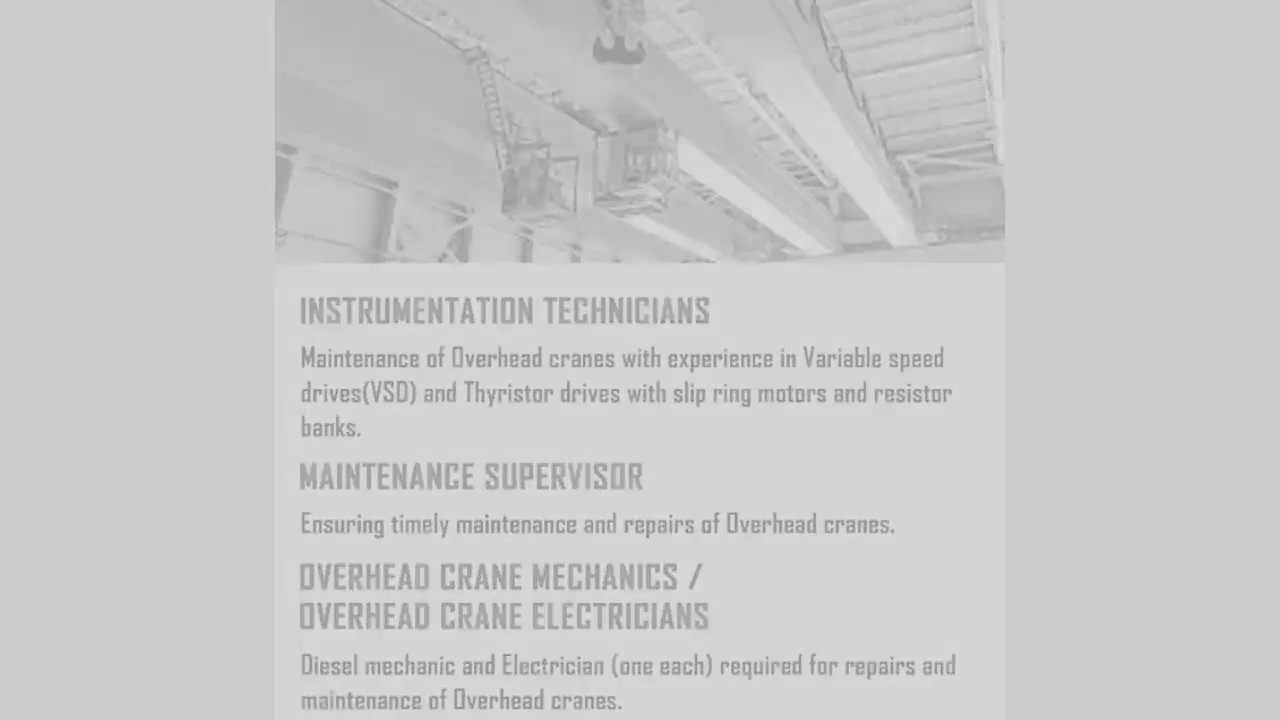 INSTRUMENTATION TECHNICIANS
Maintenance of Overhead cranes with experience in Variable speed
drives(VSD) and Thyristor drives with slip ring motors and resistor
banks.
MAINTENANCE SUPERVISOR
Ensuring timely maintenance and repairs of Overhead cranes.
OVERHEAD CRANE MECHANICS /
OVERHEAD CRANE ELECTRICIANS
Diesel mechanic and Electrician (one each) required for repairs and
maintenance of Overhead cranes.